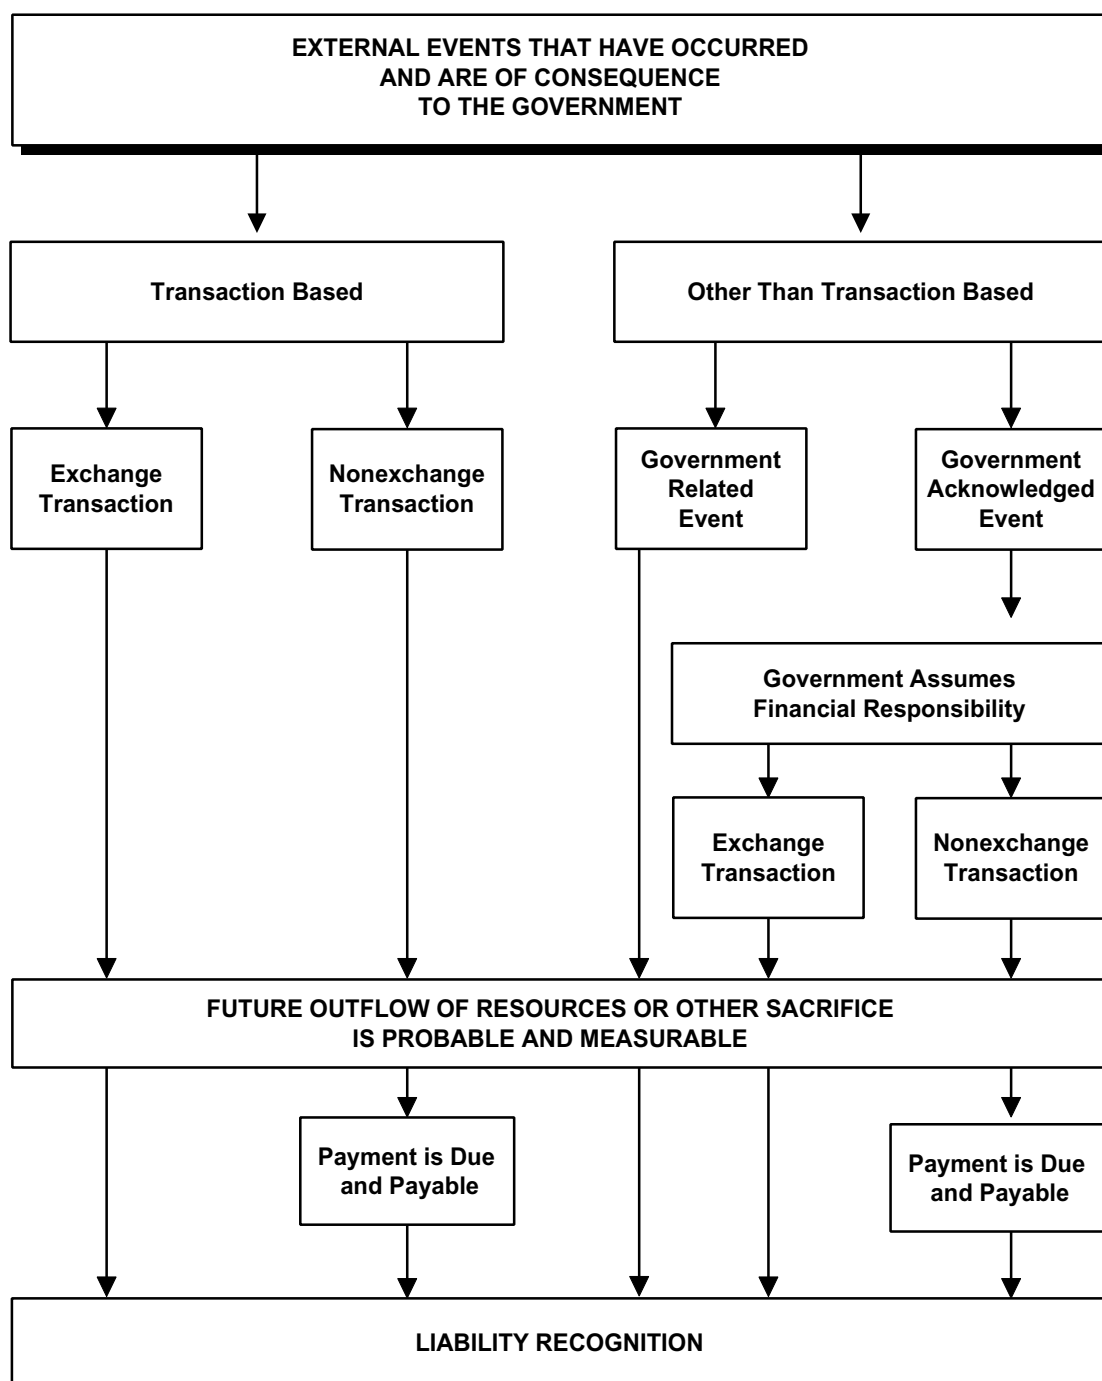 EXTERNAL EVENTS THAT HAVE OCCURRED
AND ARE OF CONSEQUENCE
TO THE GOVERNMENT
Transaction Based
Other Than Transaction Based
Exchange
Transaction
Nonexchange
Transaction
Government
Related
Event
Government
Acknowledged
Event
Government Assumes
Financial Responsibility
Exchange
Transaction
Nonexchange
Transaction
FUTURE OUTFLOW OF RESOURCES OR OTHER SACRIFICE
IS PROBABLE AND MEASURABLE
Payment is Due
and Payable
Payment is Due
and Payable
LIABILITY RECOGNITION